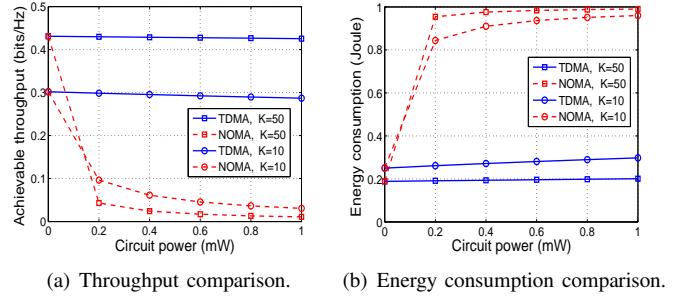 Achievable throughput (bits/Hz)
0.5
0.4
0.3
0.2
0.1
0
TDMA, K=50
NOMA, K=50
TDMA, K=10
NOMA, K=10
0 0.2 0.4 0.6 0.8 1
Circuit power (mW)
(a) Throughput comparison.
Energy consumption (Joule)
1
0.8
0.6
0.4
0.2
0
TDMA, K=50
NOMA, K=50
TDMA, K=10
NOMA, K=10
0 0.2 0.4 0.6 0.8 1
Circuit power (mW)
(b) Energy consumption comparison.